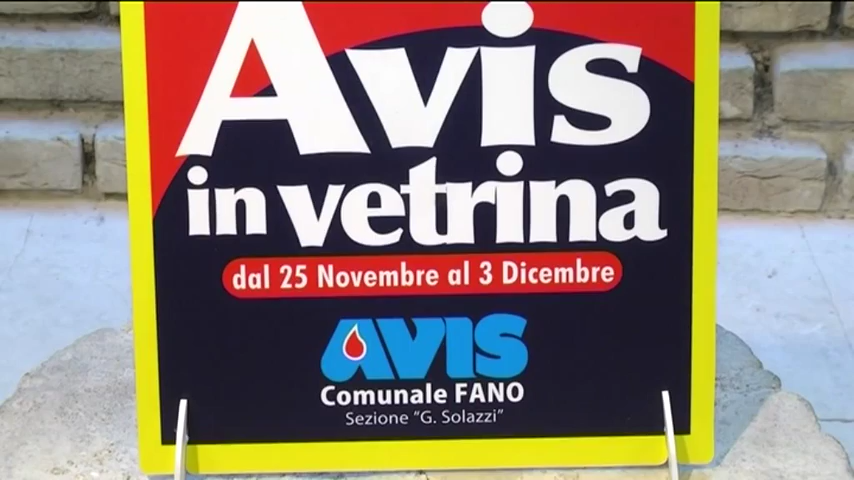 Avis
in vetrina
dal 25 Novembre al 3 Dicembre
AVIS
Comunale FANO
Sezione "G. Solazzi"